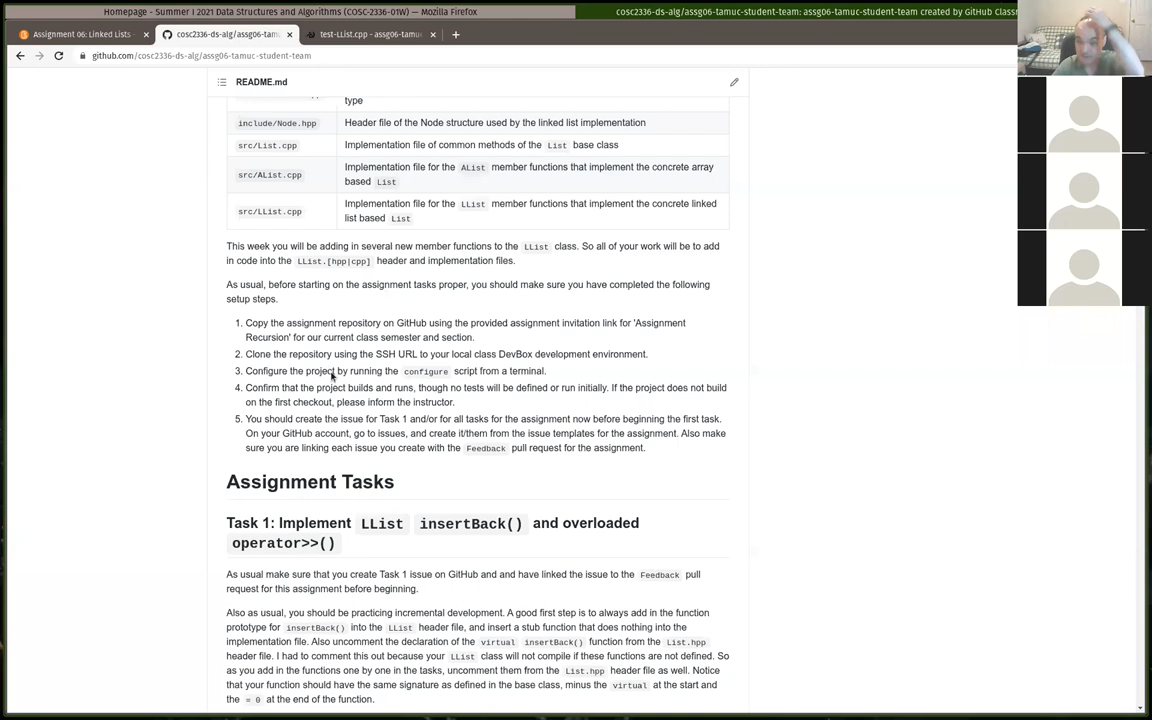 Homepage - Summer I 2021 Data Structures and Algorithms (COSC-2336-01W) — Mozilla Firefox
cosc2336-ds-alg/assg06-tamuc-student-team: assg06-tamuc-student-team created by GitHub Classr
Assignment 06: Linked Lists
cosc2336-ds-alg/assg06-tam
test-LList.cpp - assg06-tamuc
github.com/cosc2336-ds-alg/assg06-tamuc-student-team
README.md
type
include/Node.hpp Header file of the Node structure used by the linked list implementation
src/List.cpp Implementation file of common methods of the List base class
Implementation file for the AList member functions that implement the concrete array
src/AList.cpp
based List
Implementation file for the LList member functions that implement the concrete linked
src/LList.cpp
list based List
This week you will be adding in several new member functions to the LList class. So all of your work will be to add
in code into the LList.[hpp|cpp] header and implementation files.
As usual, before starting on the assignment tasks proper, you should make sure you have completed the following
setup steps.
1. Copy the assignment repository on GitHub using the provided assignment invitation link for 'Assignment
Recursion' for our current class semester and section.
2. Clone the repository using the SSH URL to your local class DevBox development environment.
3. Configure the project by running the configure script from a terminal.
4. Confirm that the project builds and runs, though no tests will be defined or run initially. If the project does not build
on the first checkout, please inform the instructor.
5. You should create the issue for Task 1 and/or for all tasks for the assignment now before beginning the first task.
On your GitHub account, go to issues, and create it/them from the issue templates for the assignment. Also make
sure you are linking each issue you create with the Feedback pull request for the assignment.
Assignment Tasks
Task 1: Implement LList insertBack() and overloaded
operator>>()
As usual make sure that you create Task 1 issue on GitHub and and have linked the issue to the Feedback pull
request for this assignment before beginning.
Also as usual, you should be practicing incremental development. A good first step is to always add in the function
prototype for insertBack() into the LList header file, and insert a stub function that does nothing into the
implementation file. Also uncomment the declaration of the virtual insertBack() function from the List.hpp
header file. I had to comment this out because your LList class will not compile if these functions are not defined. So
as you add in the functions one by one in the tasks, uncomment them from the List.hpp header file as well. Notice
that your function should have the same signature as defined in the base class, minus the virtual at the start and
the = 0 at the end of the function.